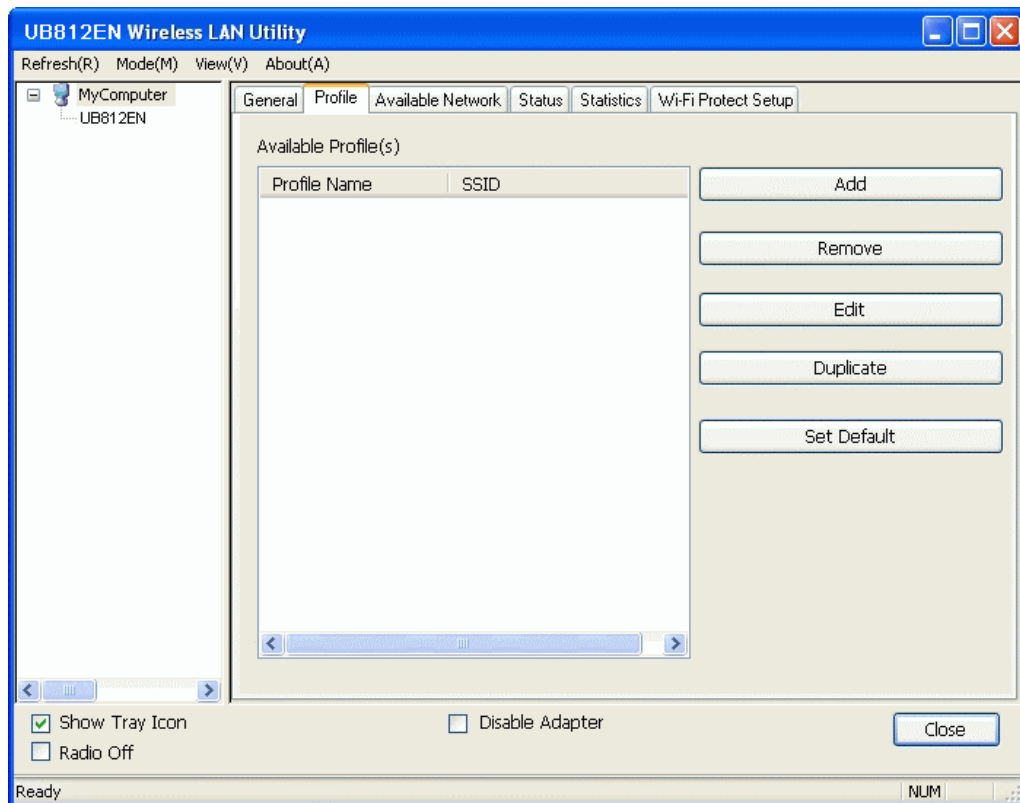 UB812EN Wireless LAN Utility
Refresh(R) Mode(M) View(V) About(A)
MyComputer
UB812EN
General Profile Available Network Status Statistics Wi-Fi Protect Setup
Available Profile(s)
Profile Name SSID
Add
Remove
Edit
Duplicate
Set Default
Show Tray Icon
Disable Adapter
Close
Radio Off
Ready
NUM